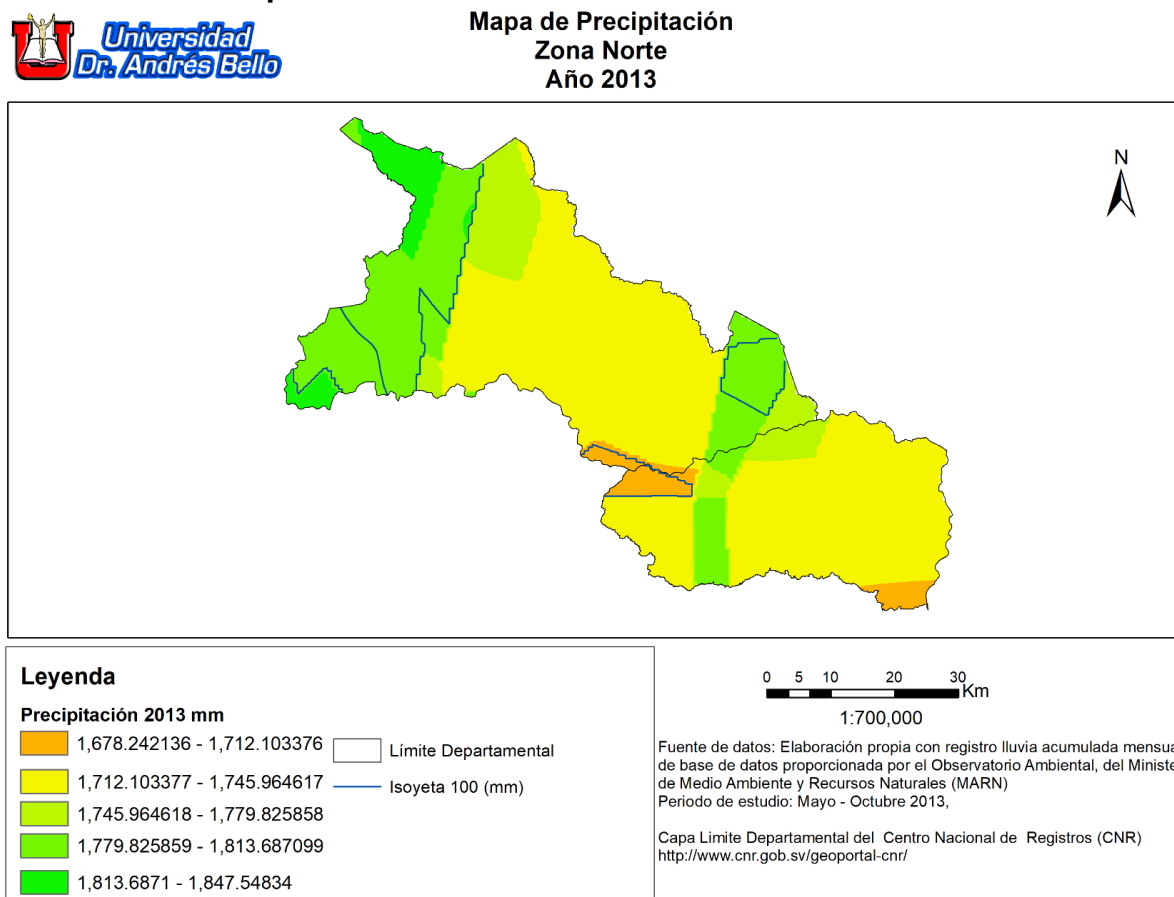 Universidad
Dr. Andrés Bello
Mapa de Precipitación
Zona Norte
Año 2013
N
Leyenda
Precipitación 2013 mm
1,678.242136 - 1,712.103376
1,712.103377 - 1,745.964617
1,745.964618 - 1,779.825858
1,779.825859 - 1,813.687099
1,813.6871 - 1,847.54834
Límite Departamental
Isoyeta 100 (mm)
0 5 10 20 30 Km
1:700,000
Fuente de datos: Elaboración propia con registro lluvia acumulada mensua
de base de datos proporcionada por el Observatorio Ambiental, del Ministe
de Medio Ambiente y Recursos Naturales (MARN)
Periodo de estudio: Mayo - Octubre 2013,
Capa Limite Departamental del Centro Nacional de Registros (CNR)
http://www.cnr.gob.sv/geoportal-cnr/